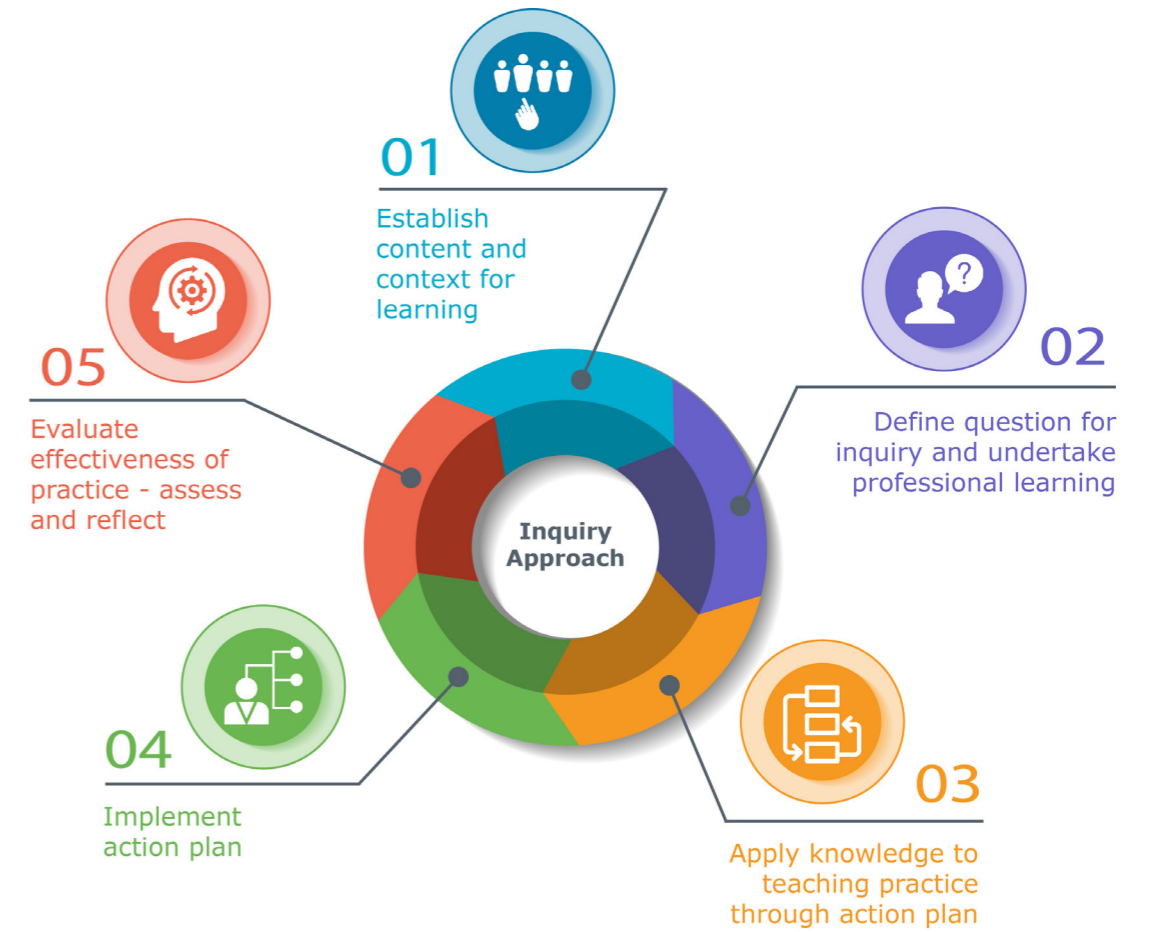 01
Establish
content and
context for
learning
?
02
Define question for
inquiry and undertake
professional learning
03
Apply knowledge to
teaching practice
through action plan
04
Implement
action plan
05
Evaluate
effectiveness of
practice - assess
and reflect
Inquiry
Approach